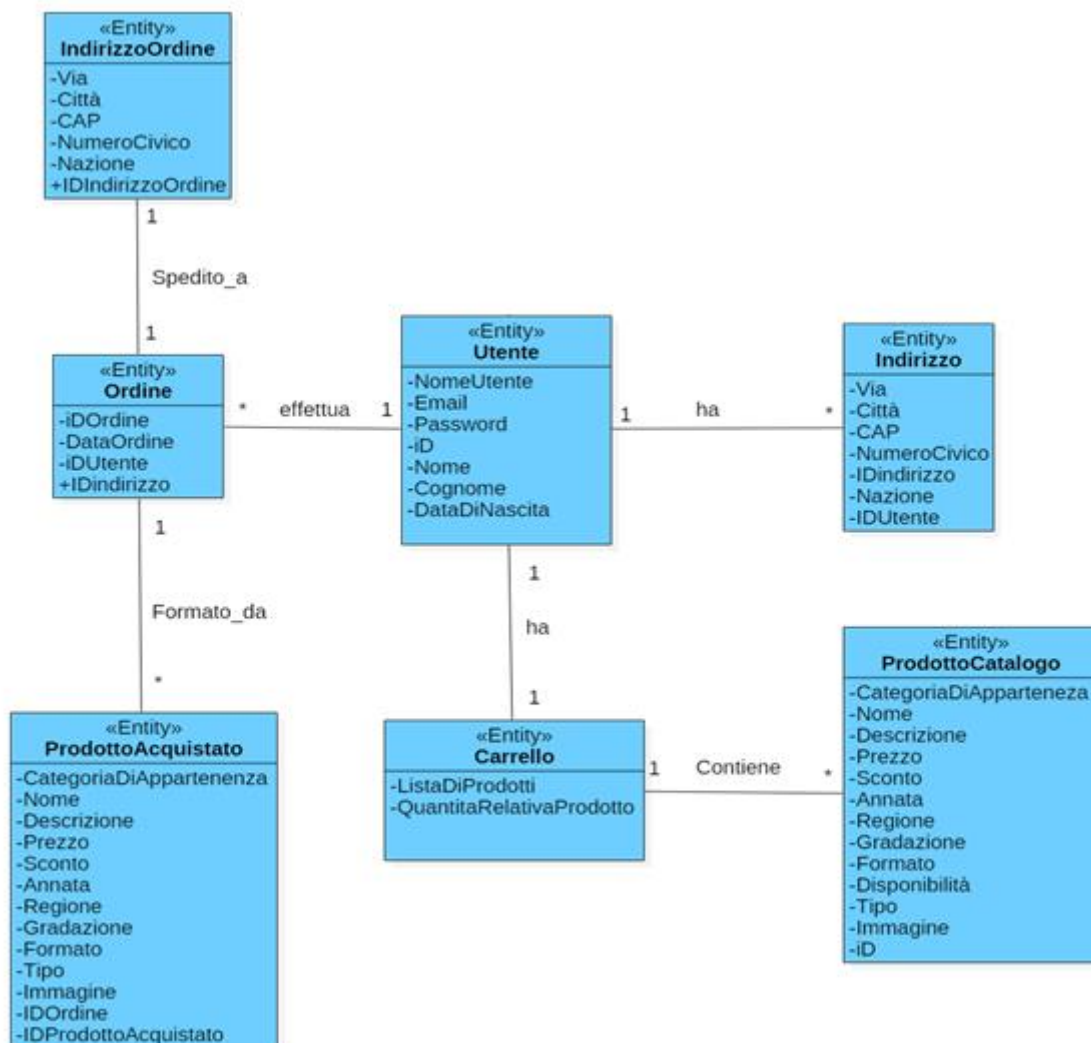 «Entity»
IndirizzoOrdine
-Via
-Città
-CAP
-NumeroCivico
-Nazione
+IDIndirizzoOrdine
1
Spedito_a
1
«Entity»
Ordine
-iDOrdine
-DataOrdine
-iDUtente
+IDindirizzo
* effettua 1
«Entity»
Utente
-NomeUtente
-Email
-Password
-iD
-Nome
-Cognome
-DataDiNascita
1 ha *
«Entity»
Indirizzo
-Via
-Città
-CAP
-NumeroCivico
-IDindirizzo
-Nazione
-IDUtente
1
Formato_da
*
«Entity»
ProdottoAcquistato
-CategoriaDiAppartenenza
-Nome
-Descrizione
-Prezzo
-Sconto
-Annata
-Regione
-Gradazione
-Formato
-Tipo
-Immagine
-IDOrdine
-IDProdottoAcquistato
1
ha
1
«Entity»
Carrello
-ListaDiProdotti
-QuantitaRelativaProdotto
1 Contiene *
«Entity»
ProdottoCatalogo
-CategoriaDiApparteneza
-Nome
-Descrizione
-Prezzo
-Sconto
-Annata
-Regione
-Gradazione
-Formato
-Disponibilità
-Tipo
-Immagine
-iD